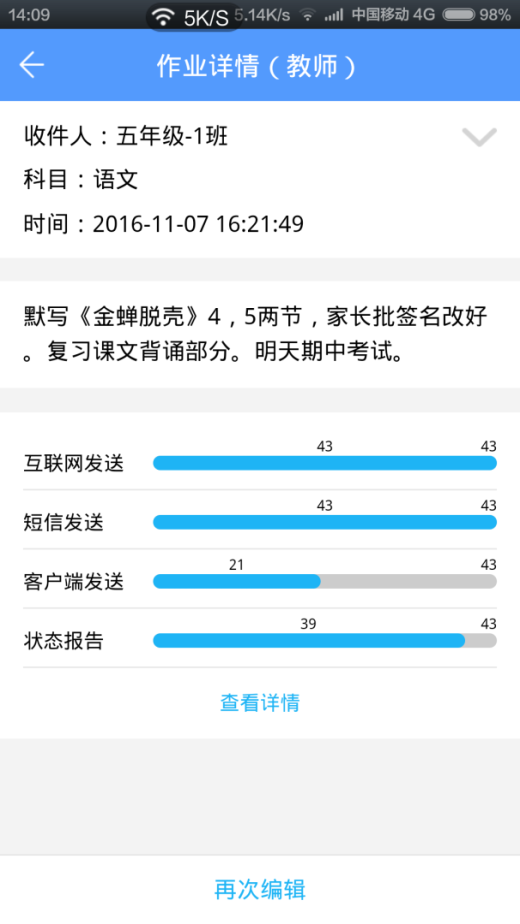 14:09 5K/S 5.14K/s 中国移动 4G 98%
作业详情（教师）
收件人：五年级-1班
科目：语文
时间：2016-11-07 16:21:49
默写《金蝉脱壳》4，5两节，家长批签名改好
。复习课文背诵部分。明天期中考试。
43 43
互联网发送
43 43
短信发送
21 43
客户端发送
39 43
状态报告
查看详情
再次编辑